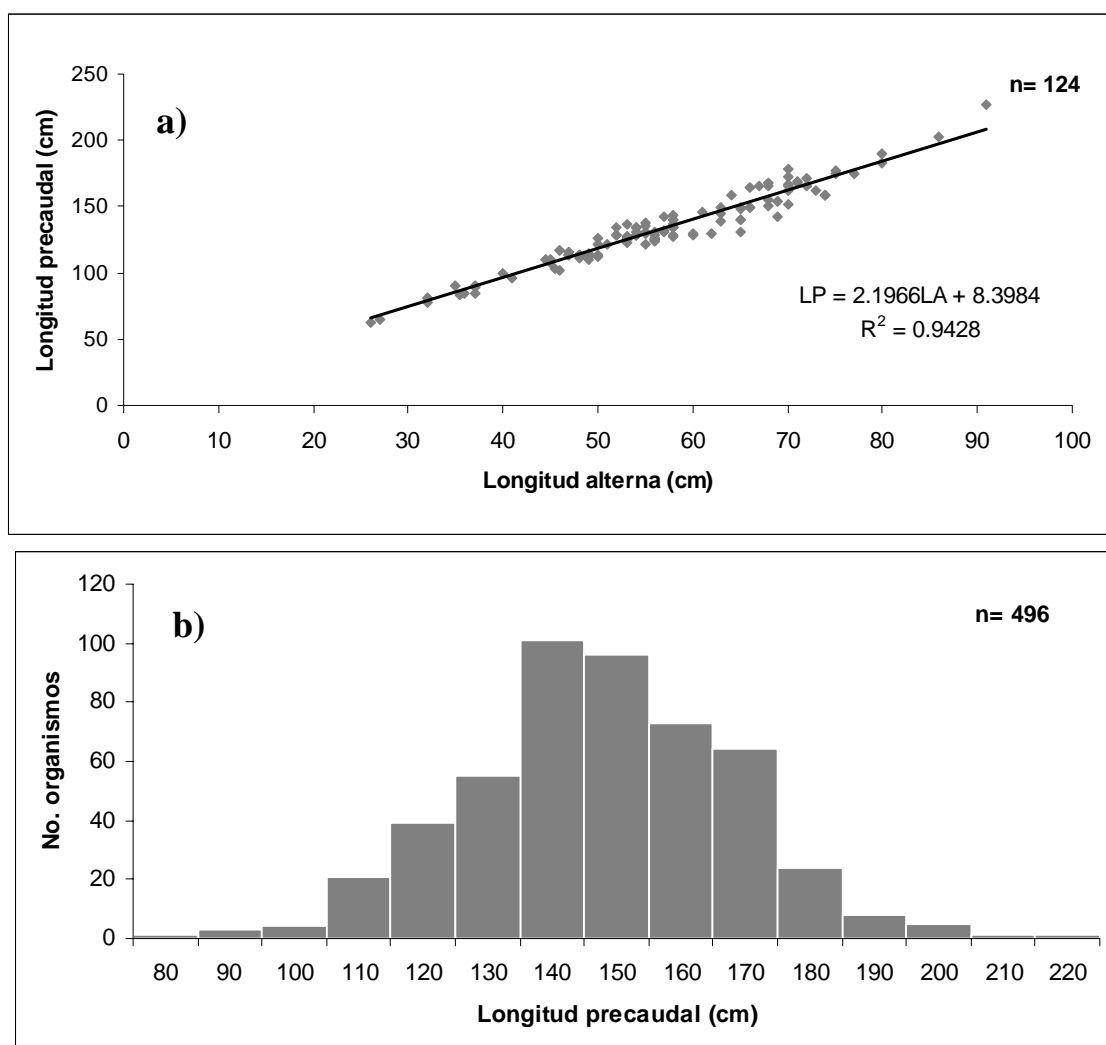 a)
n= 124
Longitud precaudal (cm)
250
200
150
100
50
0
LP = 2.1966LA + 8.3984
R² = 0.9428
0 10 20 30 40 50 60 70 80 90 100
Longitud alterna (cm)
b)
n= 496
No. organismos
120
100
80
60
40
20
0
80 90 100 110 120 130 140 150 160 170 180 190 200 210 220
Longitud precaudal (cm)